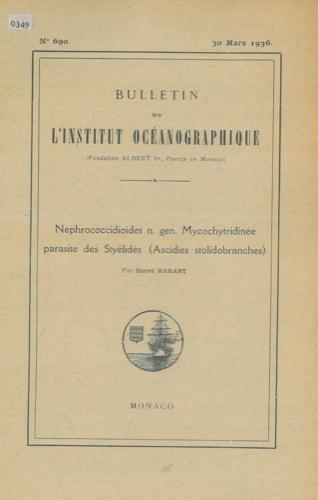 0349
N° 690.
30 Mars 1936.
BULLETIN
DE
L'INSTITUT OCÉANOGRAPHIQUE
(Fondation ALBERT Ier, PRINCE DE MONACO)
Nephrococcidioides n. gen. Mycochytridinée
parasite des Styélidés (Ascidies stolidobranches)
Par Hervé HARANT
MONACO